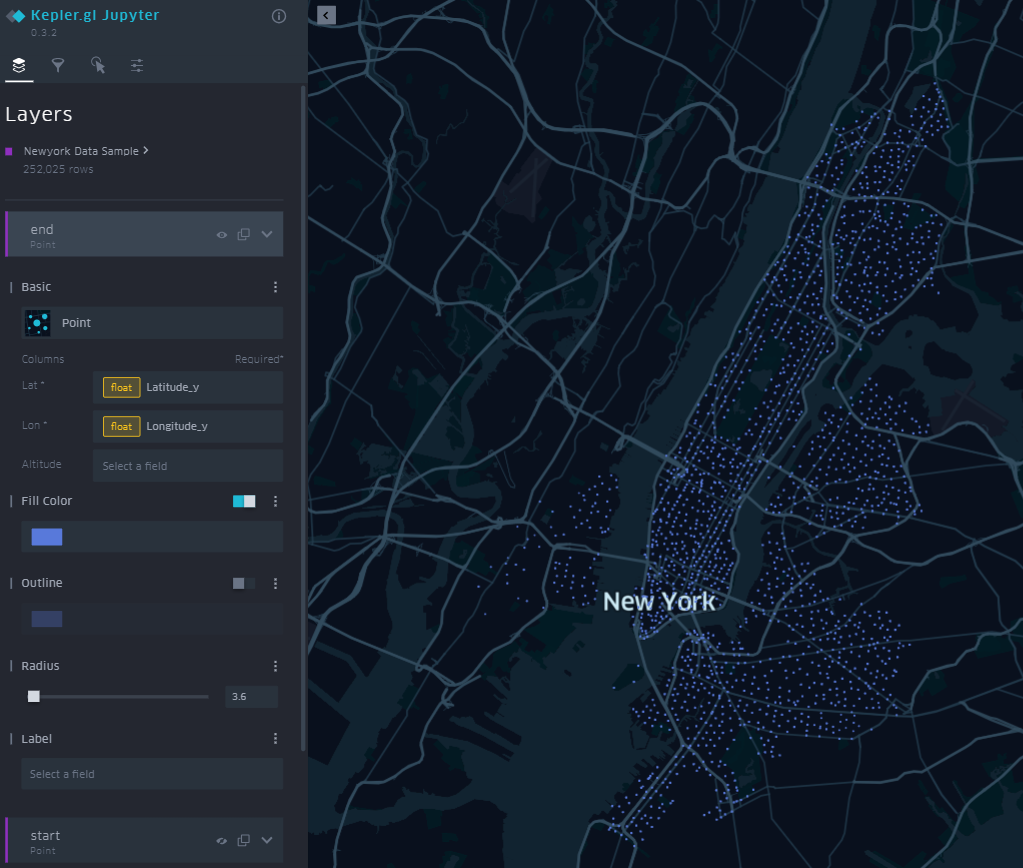 Kepler.gl Jupyter
0.3.2
Layers
Newyork Data Sample
252,025 rows
end
Point
Basic
Point
Columns Required*
Lat * float Latitude_y
Lon * float Longitude_y
Altitude Select a field
Fill Color
Outline
Radius
3.6
Label
Select a field
start
Point
New York